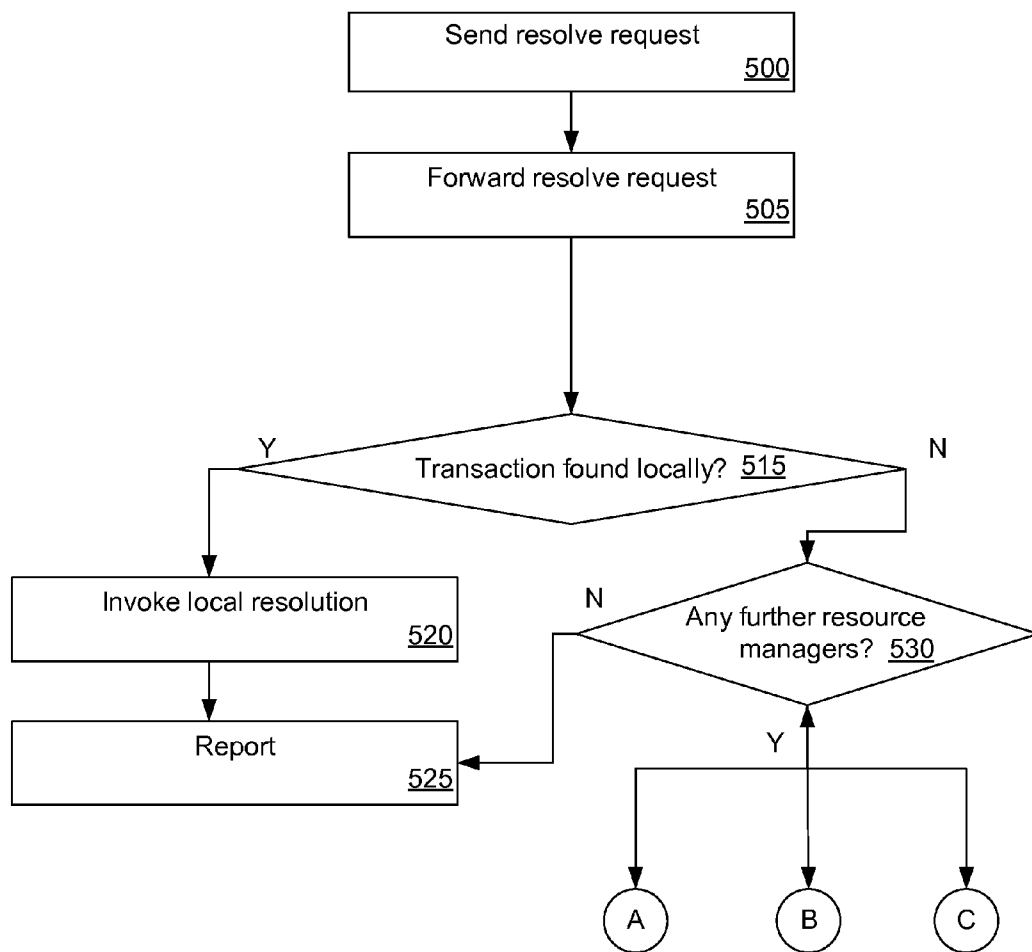 Send resolve request
500
Forward resolve request
505
Y
N
Transaction found locally? 515
Invoke local resolution
520
N
Any further resource
managers? 530
Report
525
Y
A
B
C